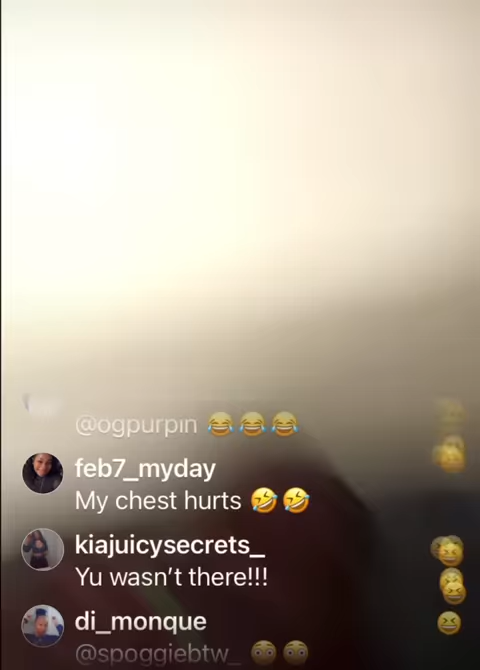 @ogpurpin 😂😂😂
feb7_myday
My chest hurts 🤣🤣
kiajuicysecrets_
Yu wasn't there!!!
di_monque
@spoggiebtw_ 😳😳